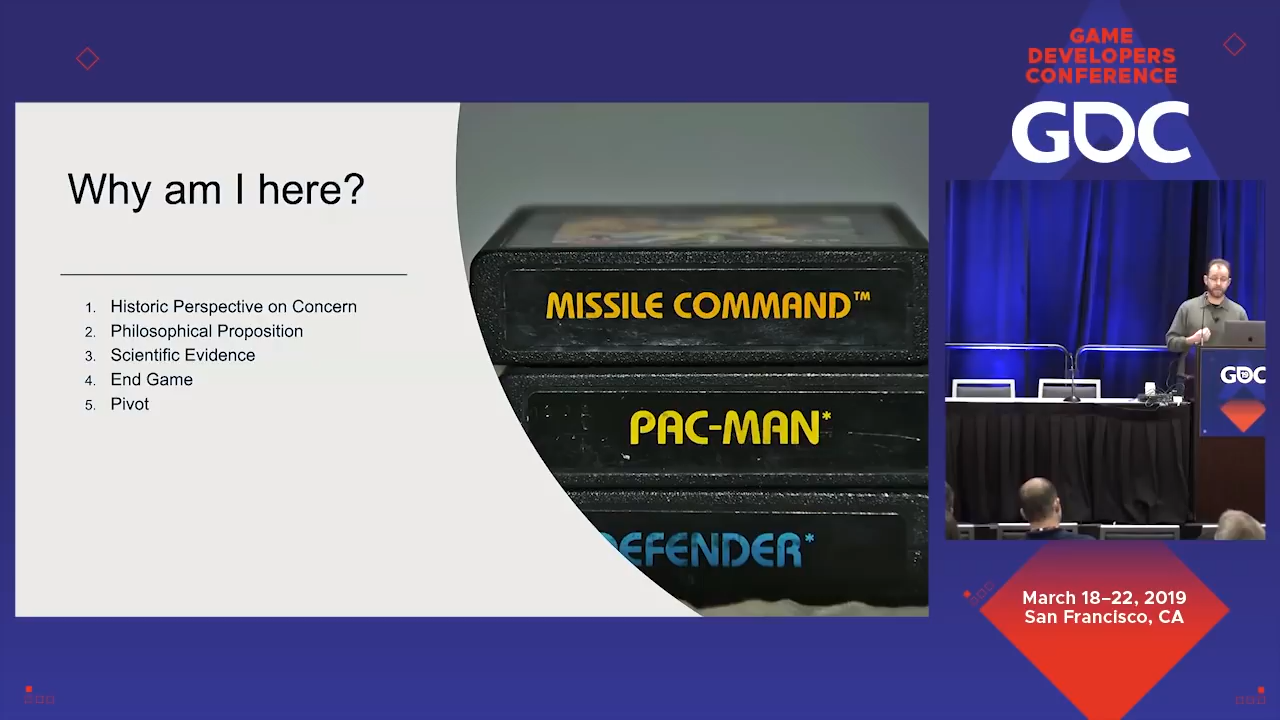 GAME
DEVELOPERS
CONFERENCE
GDC
Why am I here?
1. Historic Perspective on Concern
2. Philosophical Proposition
3. Scientific Evidence
4. End Game
5. Pivot
MISSILE COMMAND™
PAC-MAN*
DEFENDER*
GDC
March 18–22, 2019
San Francisco, CA